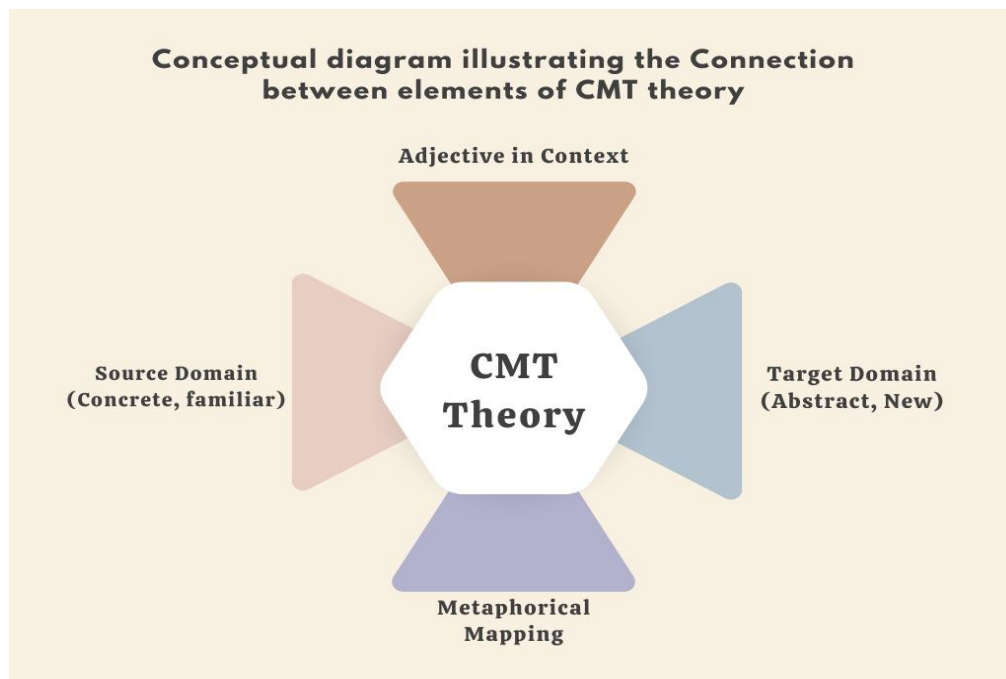 Conceptual diagram illustrating the Connection
between elements of CMT theory
Adjective in Context
CMT
Theory
Source Domain
(Concrete, familiar)
Target Domain
(Abstract, New)
Metaphorical
Mapping